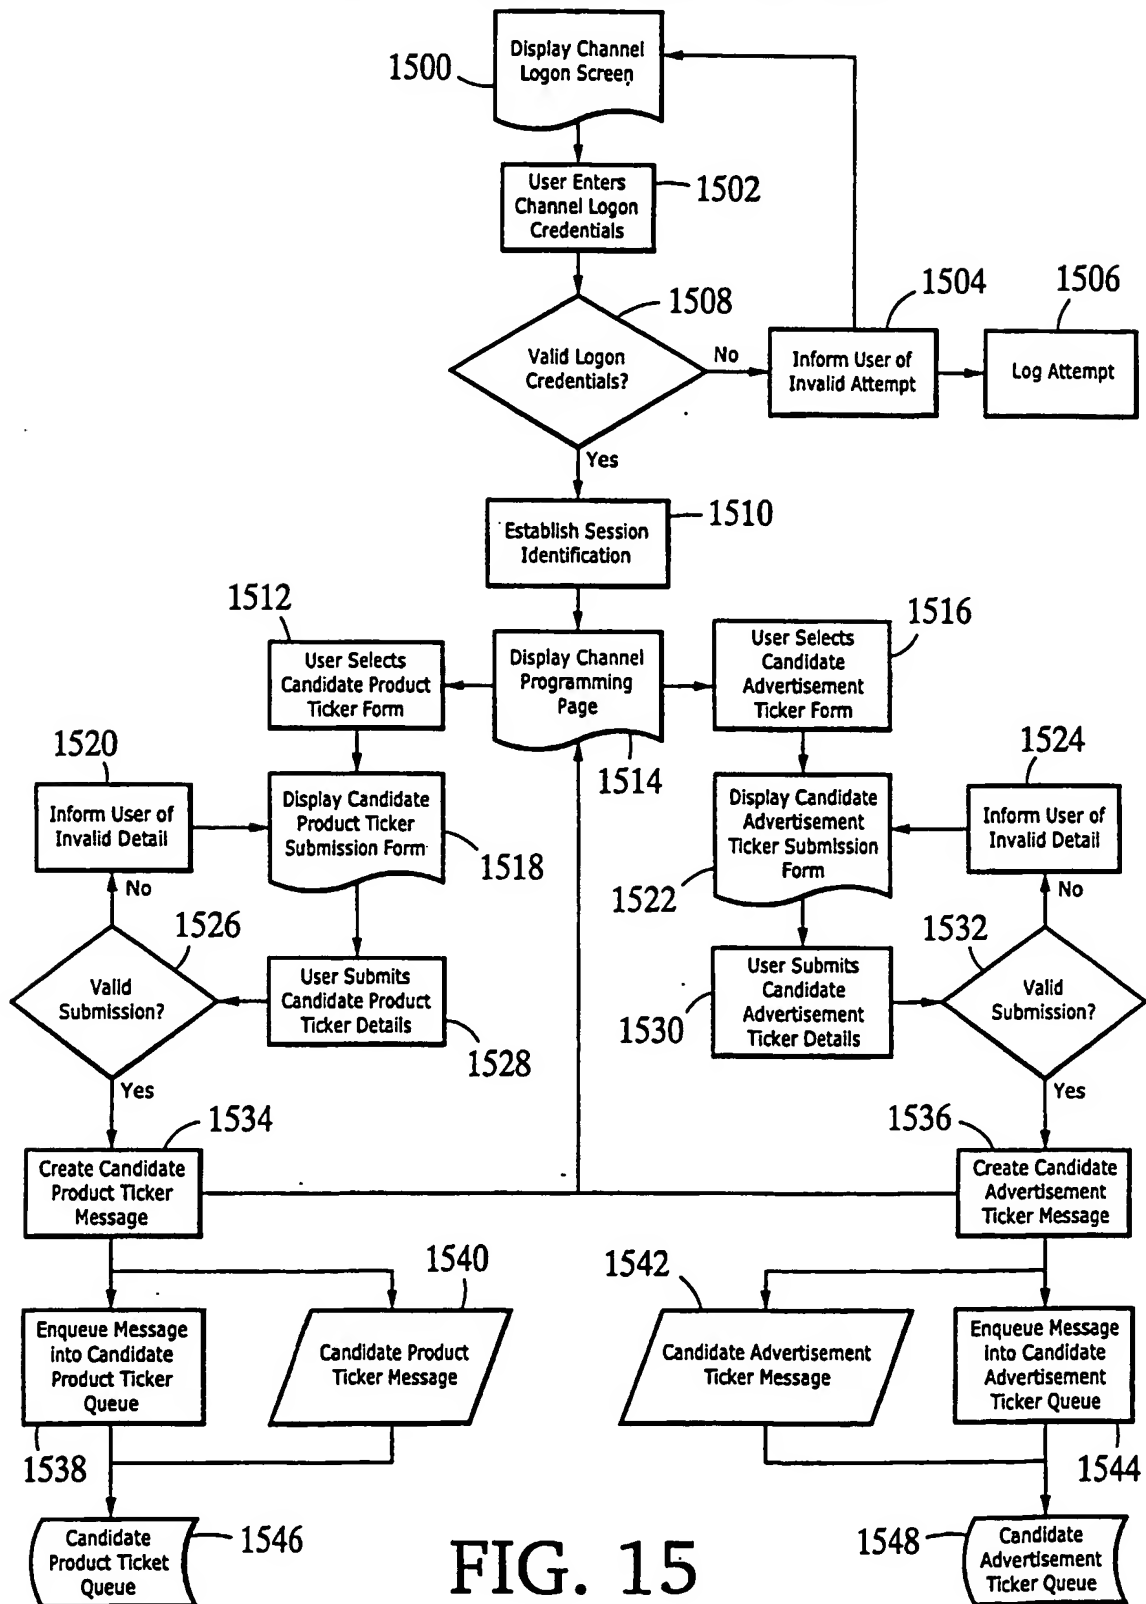 Display Channel
Logon Screen
1500
User Enters
Channel Logon
Credentials
1502
1508
1504
1506
Valid Logon
Credentials?
No
Inform User of
Invalid Attempt
Log Attempt
Yes
1510
Establish Session
Identification
1512
1516
User Selects
Candidate Product
Ticker Form
Display Channel
Programming
Page
User Selects
Candidate
Advertisement
Ticker Form
1514
1520
1524
Inform User of
Invalid Detail
Display Candidate
Product Ticker
Submission Form
1518
Display Candidate
Advertisement
Ticker Submission
Form
1522
Inform User of
Invalid Detail
No
No
1526
1532
Valid
Submission?
User Submits
Candidate Product
Ticker Details
1528
User Submits
Candidate
Advertisement
Ticker Details
1530
Valid
Submission?
Yes
Yes
1534
1536
Create Candidate
Product Ticker
Message
Create Candidate
Advertisement
Ticker Message
1540
1542
Enqueue Message
into Candidate
Product Ticker
Queue
Candidate Product
Ticker Message
Candidate Advertisement
Ticker Message
Enqueue Message
into Candidate
Advertisement
Ticker Queue
1538
1544
Candidate
Product Ticket
Queue
1546
1548
Candidate
Advertisement
Ticker Queue
FIG. 15